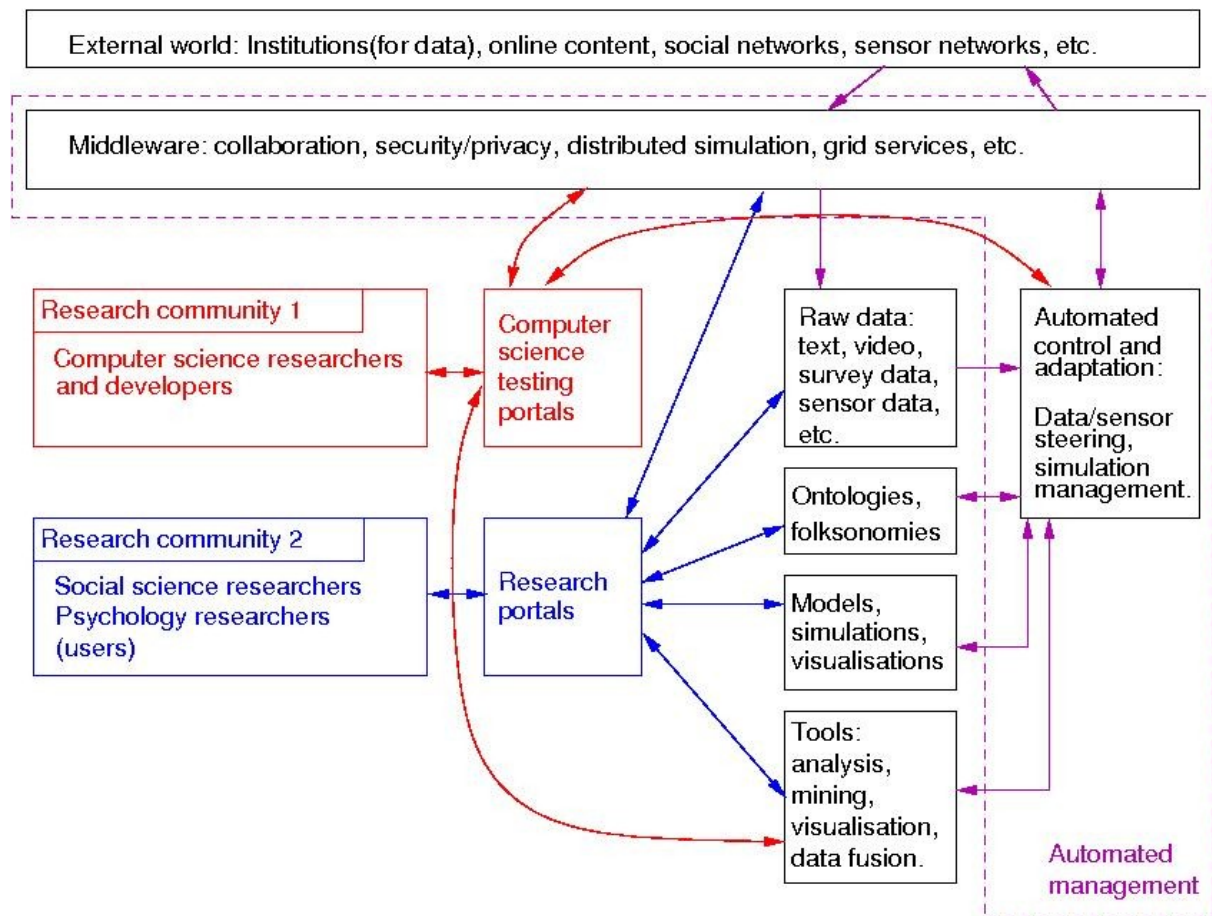 External world: Institutions(for data), online content, social networks, sensor networks, etc.
Middleware: collaboration, security/privacy, distributed simulation, grid services, etc.
Research community 1
Computer science researchers
and developers
Computer
science
testing
portals
Raw data:
text, video,
survey data,
sensor data,
etc.
Automated
control and
adaptation:
Data/sensor
steering,
simulation
management.
Ontologies,
folksonomies
Research community 2
Social science researchers
Psychology researchers
(users)
Research
portals
Models,
simulations,
visualisations
Tools:
analysis,
mining,
visualisation,
data fusion.
Automated
management